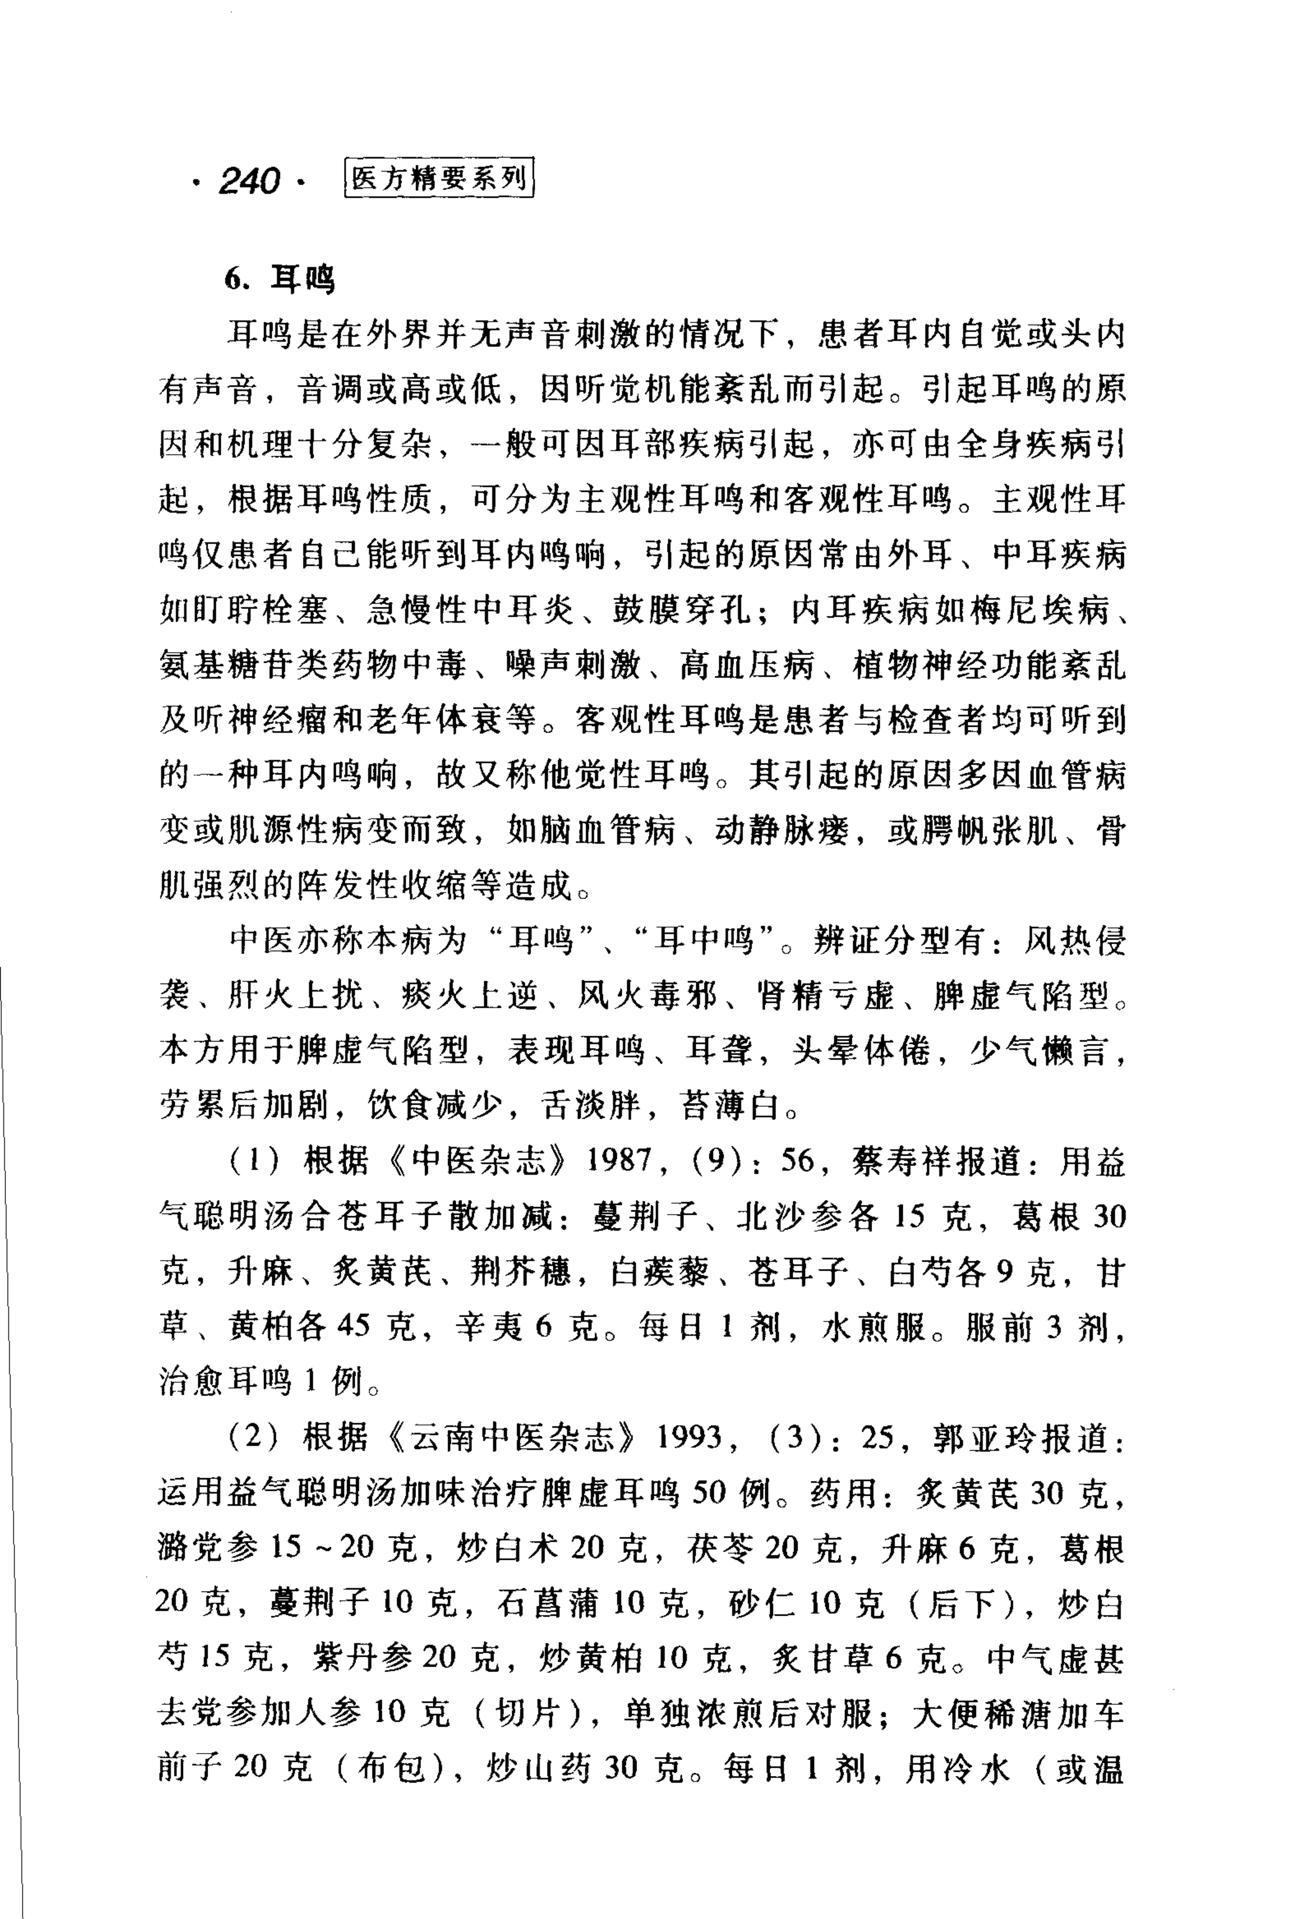 · 240 · 医方精要系列
6. 耳鸣
耳鸣是在外界并无声音刺激的情况下，患者耳内自觉或头内
有声音，音调或高或低，因听觉机能紊乱而引起。引起耳鸣的原
因和机理十分复杂，一般可因耳部疾病引起，亦可由全身疾病引
起，根据耳鸣性质，可分为主观性耳鸣和客观性耳鸣。主观性耳
鸣仅患者自己能听到耳内鸣响，引起的原因常由外耳、中耳疾病
如盯聍栓塞、急慢性中耳炎、鼓膜穿孔；内耳疾病如梅尼埃病、
氨基糖苷类药物中毒、噪声刺激、高血压病、植物神经功能紊乱
及听神经瘤和老年体衰等。客观性耳鸣是患者与检查者均可听到
的一种耳内鸣响，故又称他觉性耳鸣。其引起的原因多因血管病
变或肌源性病变而致，如脑血管病、动静脉瘘，或腭帆张肌、骨
肌强烈的阵发性收缩等造成。
中医亦称本病为“耳鸣”、“耳中鸣”。辨证分型有：风热侵
袭、肝火上扰、痰火上逆、风火毒邪、肾精亏虚、脾虚气陷型。
本方用于脾虚气陷型，表现耳鸣、耳聋，头晕体倦，少气懒言，
劳累后加剧，饮食减少，舌淡胖，苔薄白。
(1) 根据《中医杂志》1987，(9)：56，蔡寿祥报道：用益
气聪明汤合苍耳子散加减：蔓荆子、北沙参各 15 克，葛根 30
克，升麻、炙黄芪、荆芥穗，白蒺藜、苍耳子、白芍各 9 克，甘
草、黄柏各 45 克，辛夷 6 克。每日 1 剂，水煎服。服前 3 剂，
治愈耳鸣 1 例。
(2) 根据《云南中医杂志》1993，(3)：25，郭亚玲报道：
运用益气聪明汤加味治疗脾虚耳鸣 50 例。药用：炙黄芪 30 克，
潞党参 15 ~ 20 克，炒白术 20 克，茯苓 20 克，升麻 6 克，葛根
20 克，蔓荆子 10 克，石菖蒲 10 克，砂仁 10 克（后下），炒白
芍 15 克，紫丹参 20 克，炒黄柏 10 克，炙甘草 6 克。中气虚甚
去党参加人参 10 克（切片），单独浓煎后对服；大便稀溏加车
前子 20 克（布包），炒山药 30 克。每日 1 剂，用冷水（或温